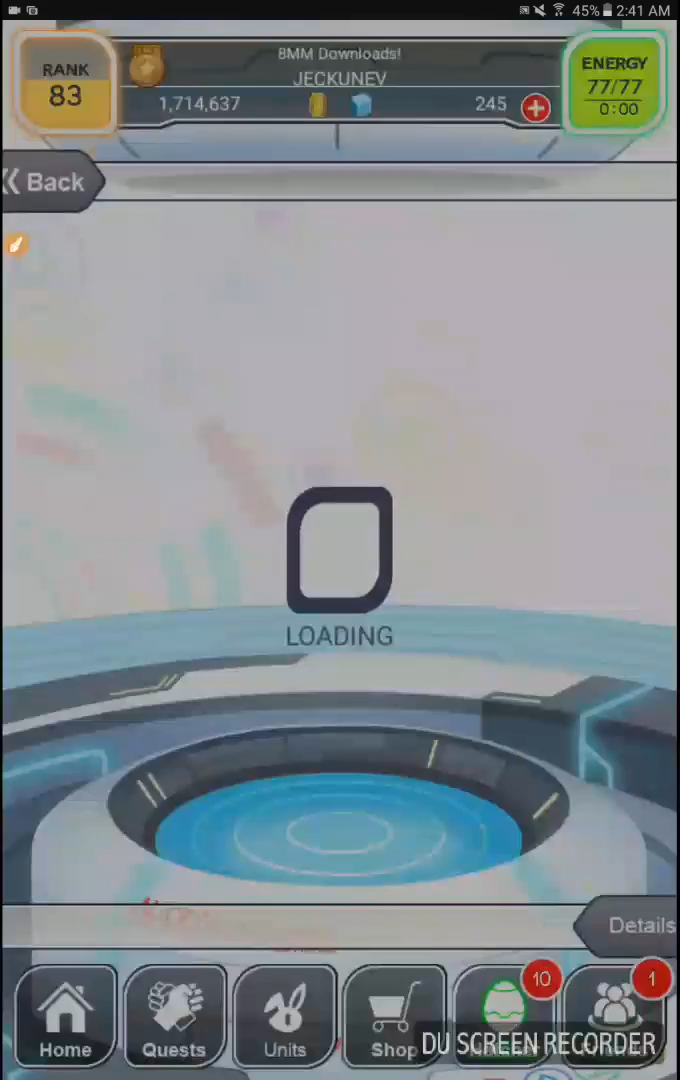 45% 2:41 AM
RANK
83
8MM Downloads!
JECKUNEV
1,714,637
245
ENERGY
77/77
0:00
Back
LOADING
Details
10
1
Home
Quests
Units
Shop
DU SCREEN RECORDER